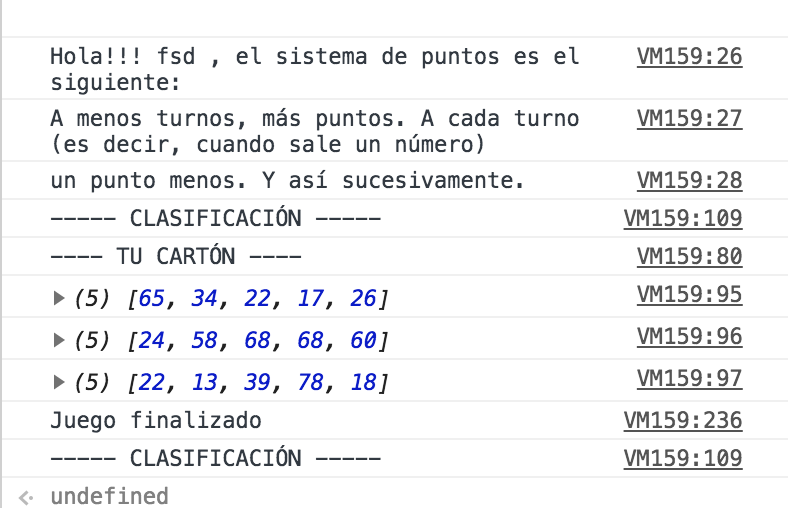 Hola!!! fsd , el sistema de puntos es el VM159:26
siguiente:
A menos turnos, más puntos. A cada turno VM159:27
(es decir, cuando sale un número)
un punto menos. Y así sucesivamente. VM159:28
----- CLASIFICACIÓN ----- VM159:109
---- TU CARTÓN ---- VM159:80
(5) [65, 34, 22, 17, 26] VM159:95
(5) [24, 58, 68, 68, 60] VM159:96
(5) [22, 13, 39, 78, 18] VM159:97
Juego finalizado VM159:236
----- CLASIFICACIÓN ----- VM159:109
undefined